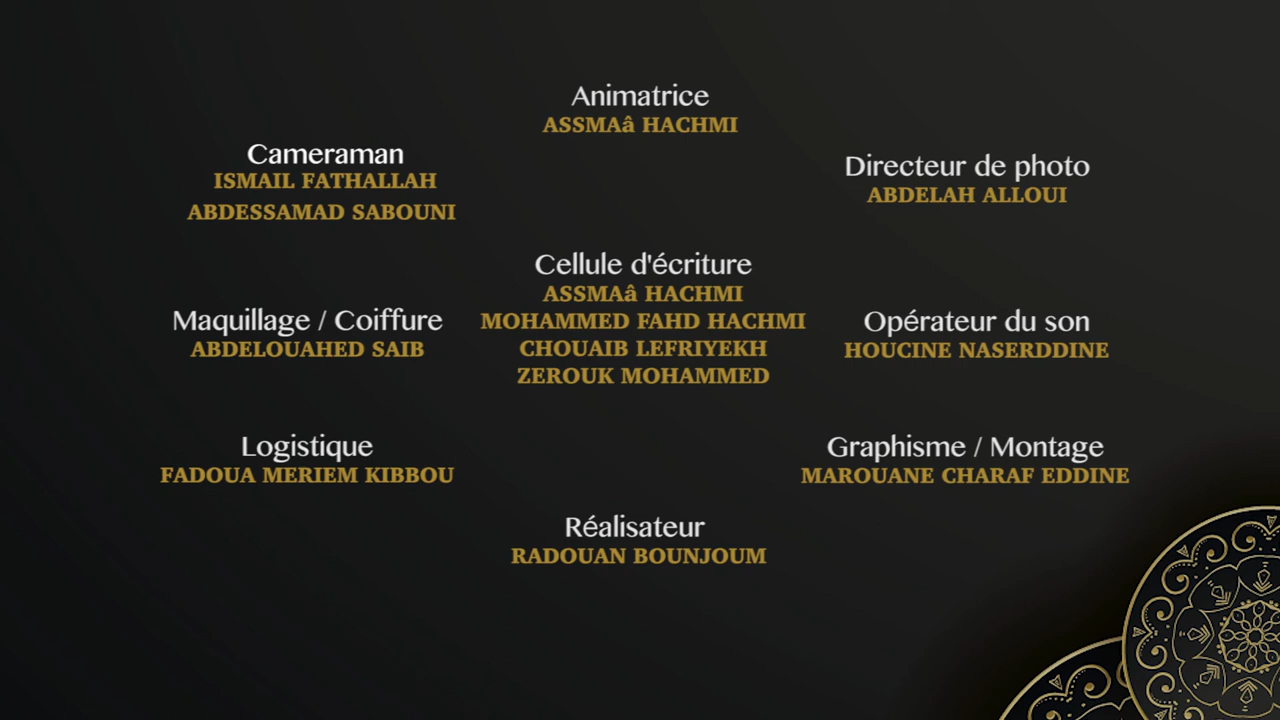 Animatrice
ASSMAâ HACHMI
Cameraman
ISMAIL FATHALLAH
ABDESSAMAD SABOUNI
Directeur de photo
ABDELAH ALLOUI
Cellule d'écriture
ASSMAâ HACHMI
MOHAMMED FAHD HACHMI
CHOUAIB LEFRIYEKH
ZEROUK MOHAMMED
Maquillage / Coiffure
ABDELOUAHED SAIB
Opérateur du son
HOUCINE NASERDDINE
Logistique
FADOUA MERIEM KIBBOU
Graphisme / Montage
MAROUANE CHARAF EDDINE
Réalisateur
RADOUAN BOUNJOUM